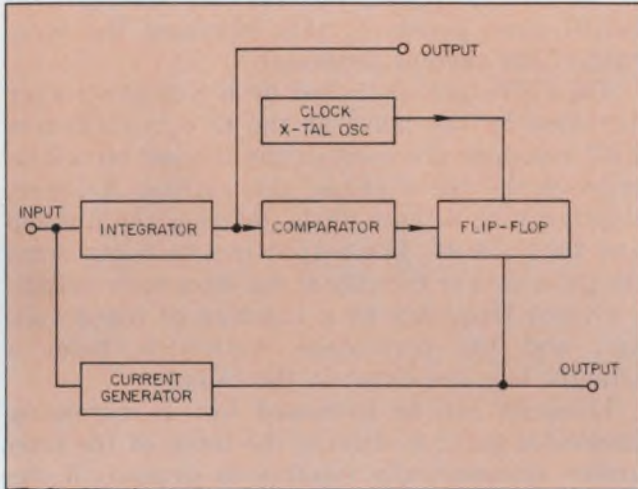 OUTPUT
CLOCK
X-TAL OSC
INPUT
INTEGRATOR
COMPARATOR
FLIP-FLOP
CURRENT
GENERATOR
OUTPUT